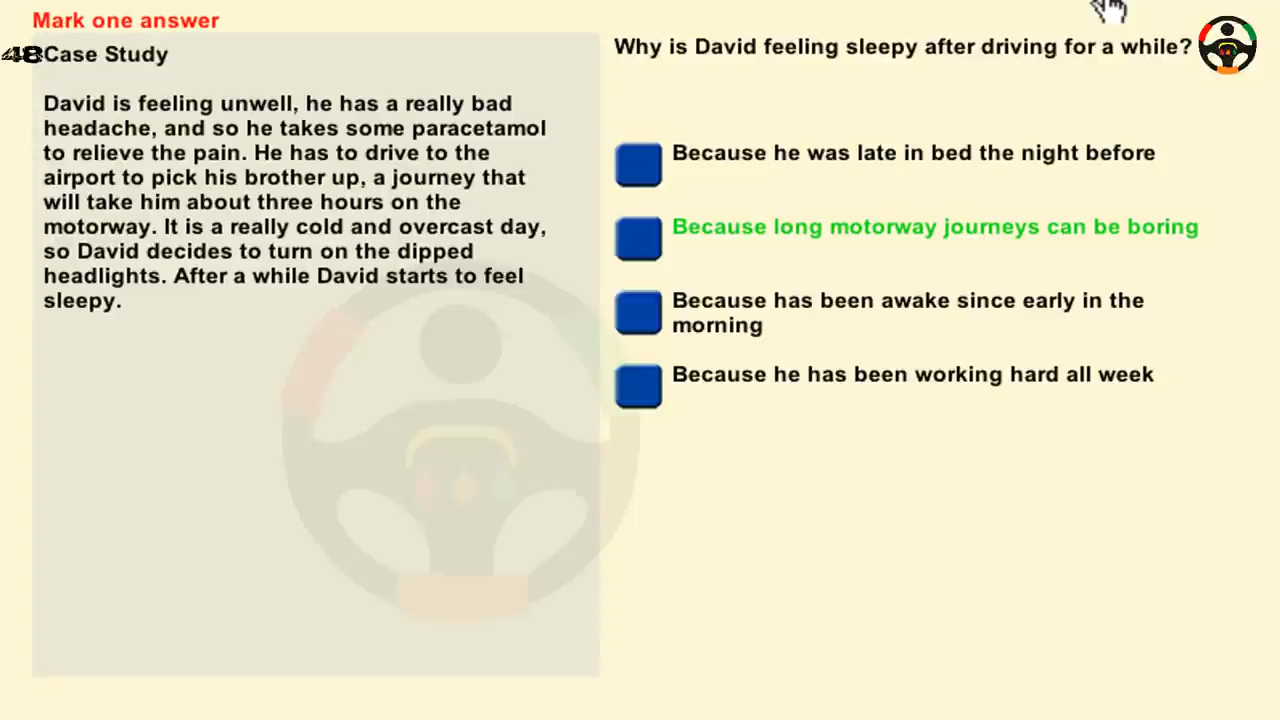 Mark one answer
48
Case Study
David is feeling unwell, he has a really bad
headache, and so he takes some paracetamol
to relieve the pain. He has to drive to the
airport to pick his brother up, a journey that
will take him about three hours on the
motorway. It is a really cold and overcast day,
so David decides to turn on the dipped
headlights. After a while David starts to feel
sleepy.
Why is David feeling sleepy after driving for a while?
Because he was late in bed the night before
Because long motorway journeys can be boring
Because has been awake since early in the
morning
Because he has been working hard all week